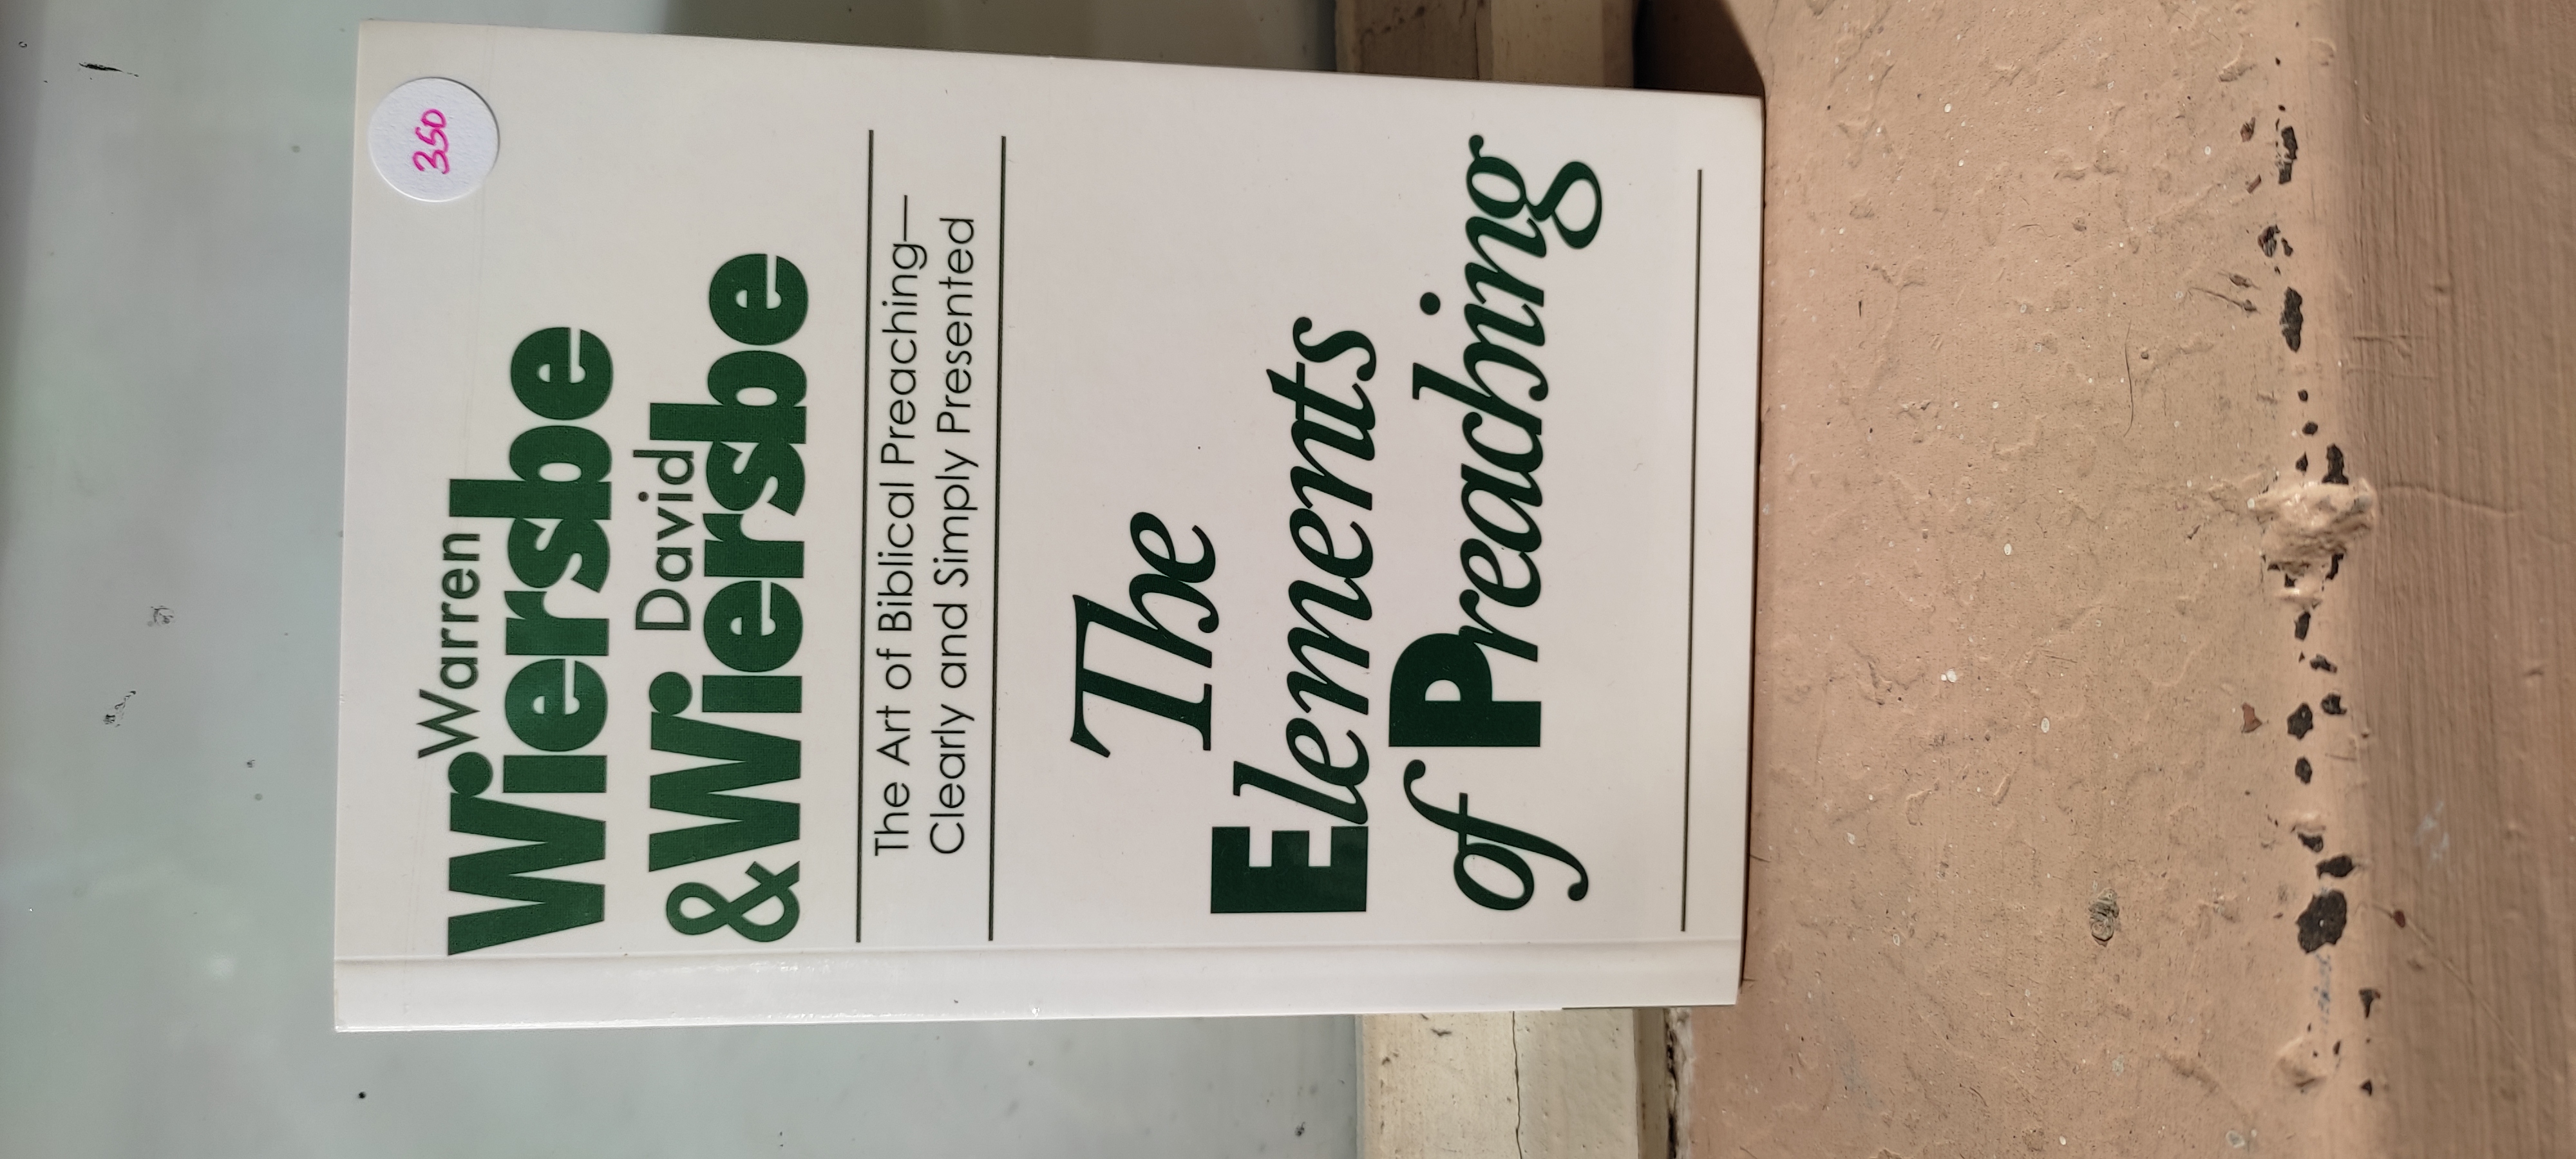 350
Warren
Wiersbe
David
& Wiersbe
The Art of Biblical Preaching—
Clearly and Simply Presented
The
Elements
of Preaching